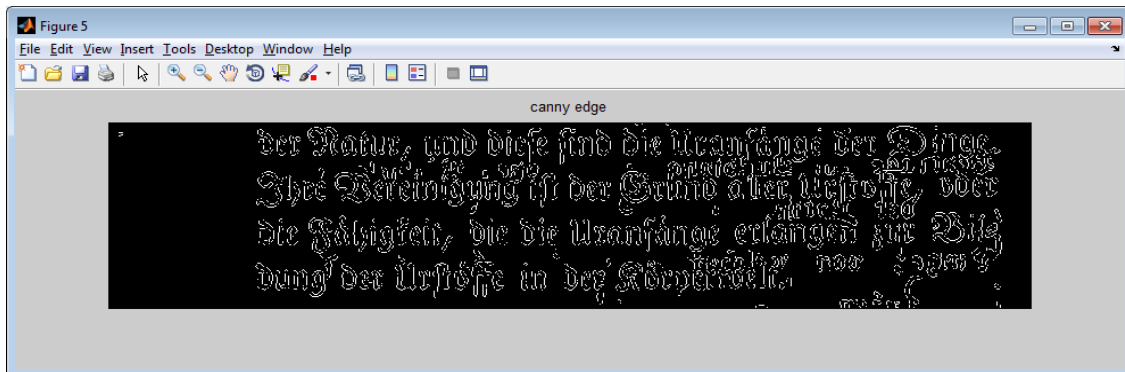 Figure 5
File Edit View Insert Tools Desktop Window Help
canny edge
der Natur, und diese sind die Uranfänge der Dinge.
Ihre Vereinigung ist der Grund aller Urstoffe, oder
die Fähigkeit, die die Uranfänge erlangen zur Bil⸗
dung der Urstoffe in der Körperwelt.